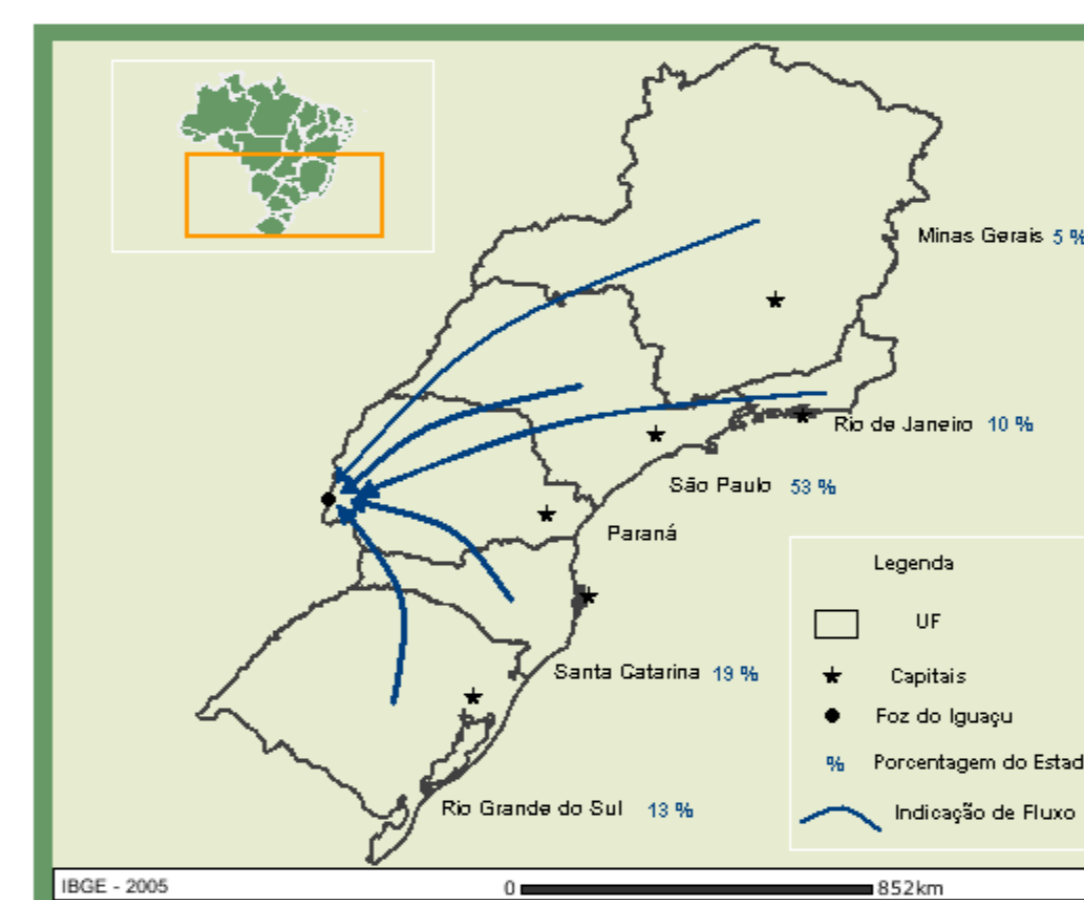 Minas Gerais 5 %
Rio de Janeiro 10 %
São Paulo 53 %
Paraná
Santa Catarina 19 %
Rio Grande do Sul 13 %
Legenda
UF
Capitais
Foz do Iguaçu
% Porcentagem do Estad
Indicação de Fluxo
IBGE - 2005
0 852km